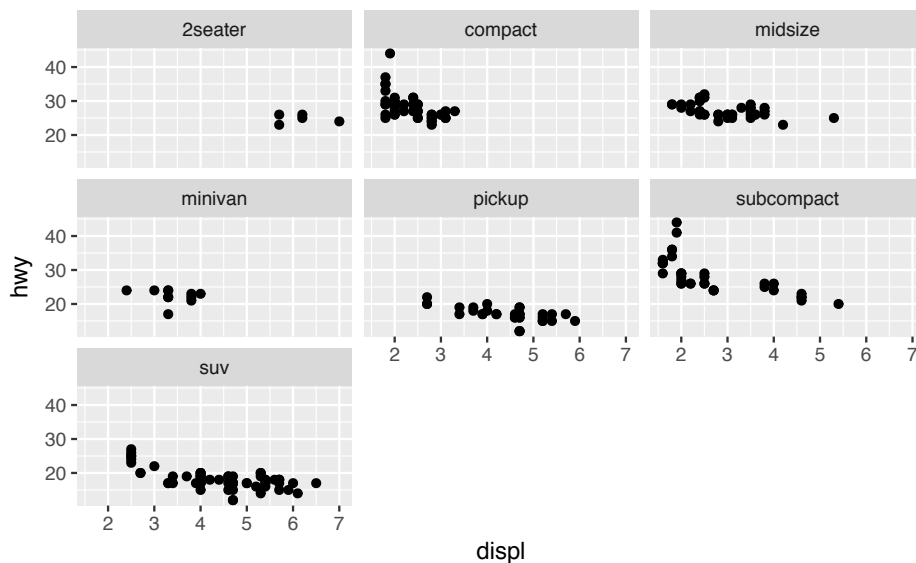 2seater compact midsize
40
30
20
minivan pickup subcompact
40
30
20
2 3 4 5 6 7 2 3 4 5 6 7
suv
40
30
20
2 3 4 5 6 7
hwy
displ